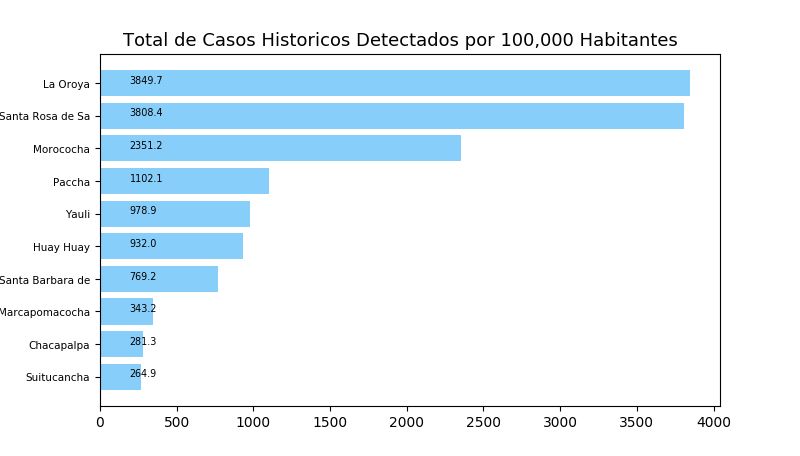 Total de Casos Historicos Detectados por 100,000 Habitantes
La Oroya 3849.7
Santa Rosa de Sa 3808.4
Morococha 2351.2
Paccha 1102.1
Yauli 978.9
Huay Huay 932.0
Santa Barbara de 769.2
Marcapomacocha 343.2
Chacapalpa 281.3
Suitucancha 264.9
0 500 1000 1500 2000 2500 3000 3500 4000